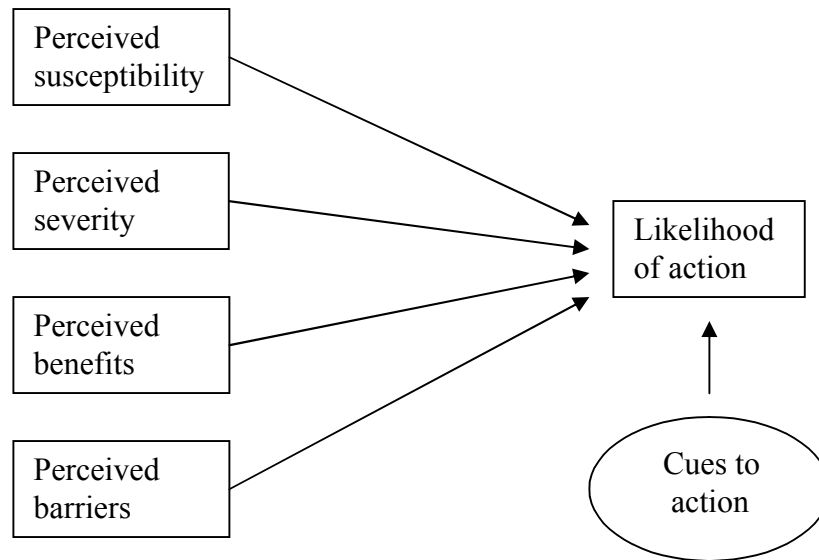 Perceived
susceptibility
Perceived
severity
Perceived
benefits
Perceived
barriers
Likelihood
of action
Cues to
action